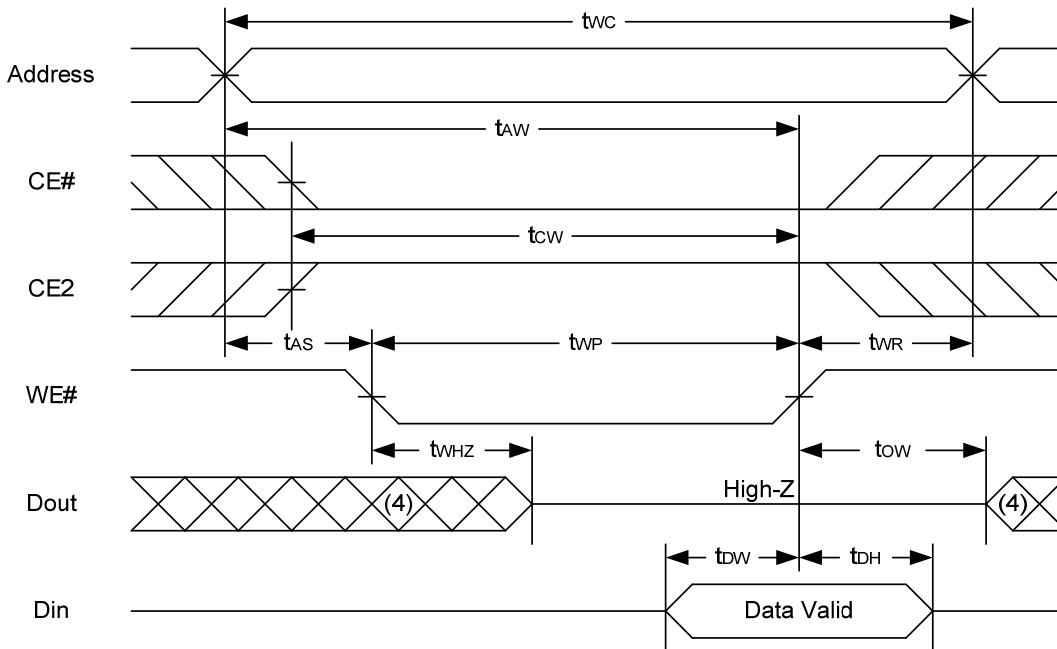 tWC
Address
tAW
CE#
tCW
CE2
tAS tWP tWR
WE#
tWHZ tOW
High-Z
Dout (4) (4)
tDW tDH
Din Data Valid